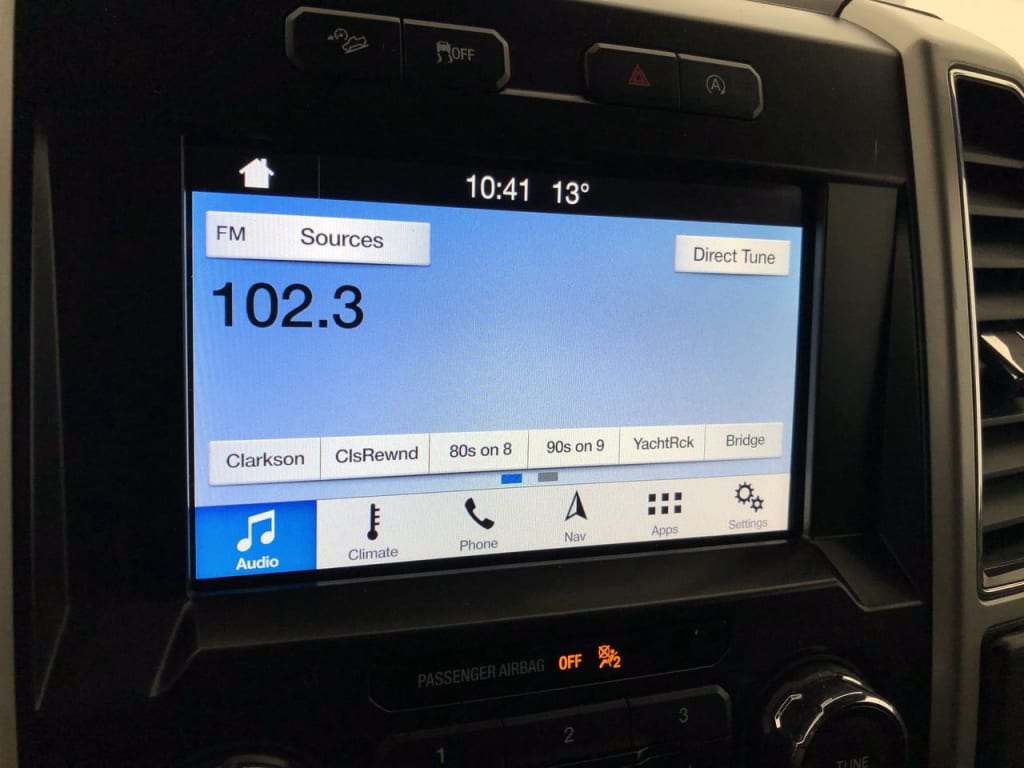 OFF
A
10:41 13°
FM Sources
Direct Tune
102.3
Clarkson ClsRewnd 80s on 8 90s on 9 YachtRck Bridge
Audio Climate Phone Nav Apps Settings
PASSENGER AIRBAG OFF 2
1 2 3
TUNE